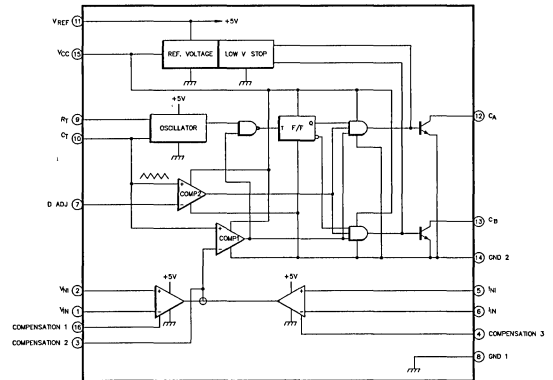 VREF 11
+5V
VCC 15
REF. VOLTAGE
LOW V STOP
+5V
RT 9
OSCILLATOR
T F/F Q
CT 10
12 CA
+
-
COMP2
D ADJ 7
+
-
COMP1
13 CB
14 GND 2
+5V
+5V
VNI 2
+
+
5 INI
VIN 1
-
-
6 IIN
COMPENSATION 1 16
COMPENSATION 2 3
4 COMPENSATION 3
8 GND 1